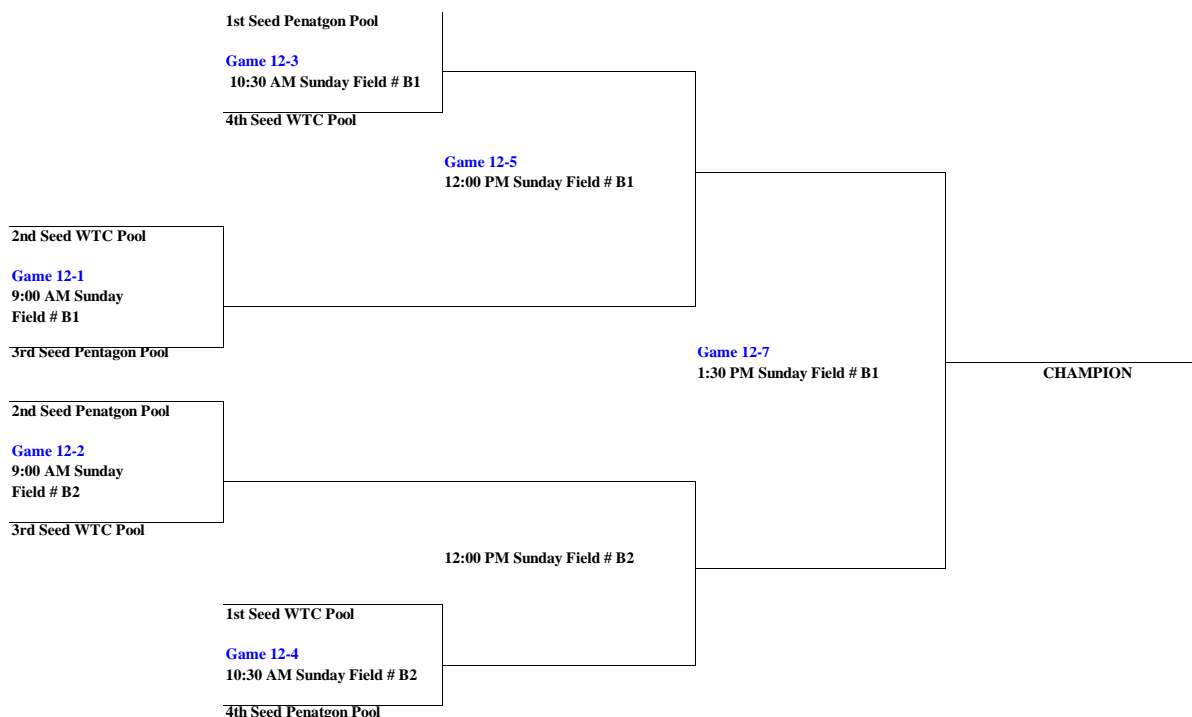 1st Seed Penatgon Pool
Game 12-3
10:30 AM Sunday Field # B1
4th Seed WTC Pool
Game 12-5
12:00 PM Sunday Field # B1
2nd Seed WTC Pool
Game 12-1
9:00 AM Sunday
Field # B1
3rd Seed Pentagon Pool
Game 12-7
1:30 PM Sunday Field # B1
CHAMPION
2nd Seed Penatgon Pool
Game 12-2
9:00 AM Sunday
Field # B2
3rd Seed WTC Pool
12:00 PM Sunday Field # B2
1st Seed WTC Pool
Game 12-4
10:30 AM Sunday Field # B2
4th Seed Penatgon Pool